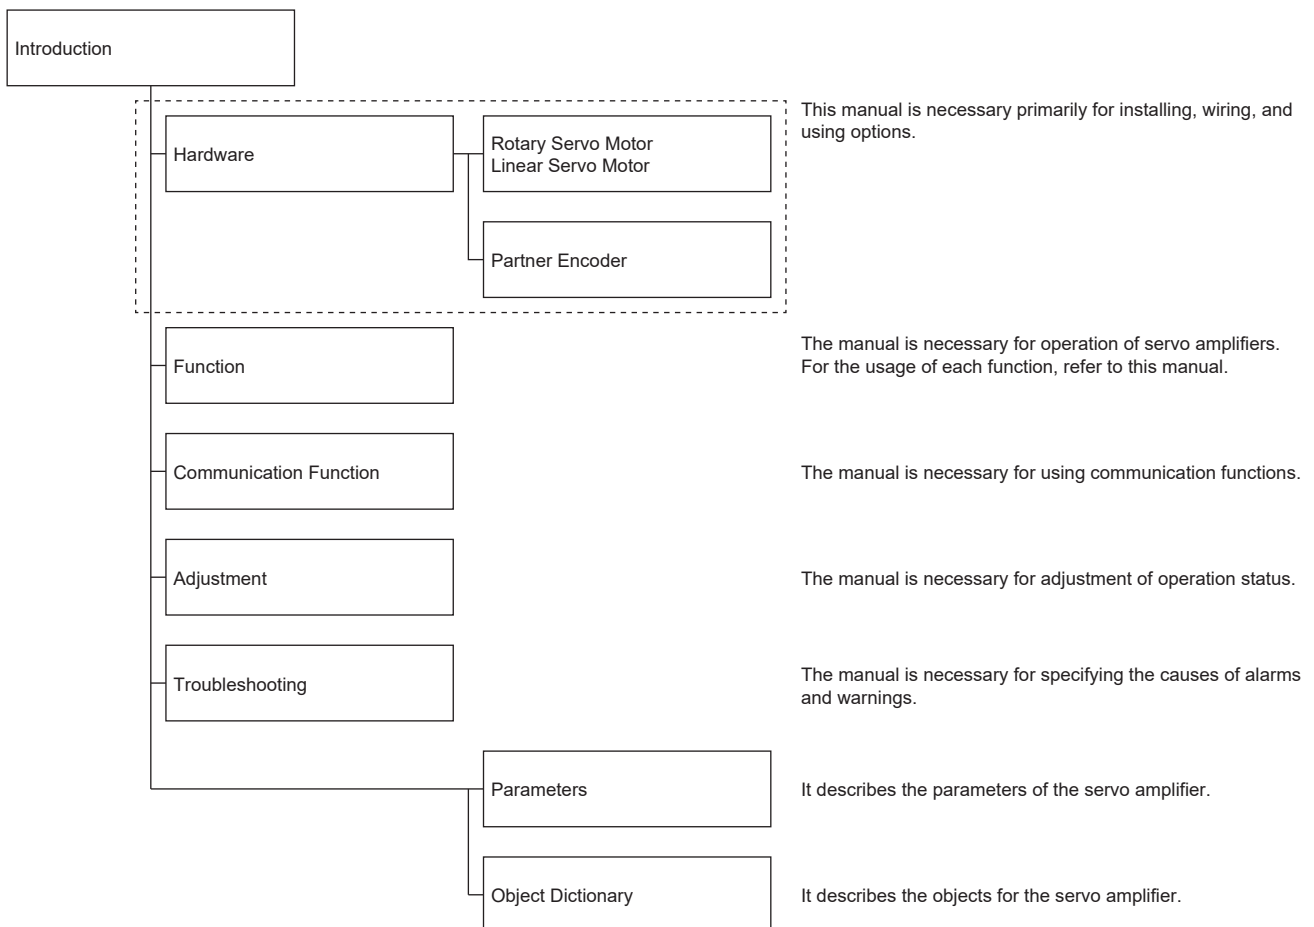 Introduction
This manual is necessary primarily for installing, wiring, and
using options.
Hardware
Rotary Servo Motor
Linear Servo Motor
Partner Encoder
Function
The manual is necessary for operation of servo amplifiers.
For the usage of each function, refer to this manual.
Communication Function
The manual is necessary for using communication functions.
Adjustment
The manual is necessary for adjustment of operation status.
Troubleshooting
The manual is necessary for specifying the causes of alarms
and warnings.
Parameters
It describes the parameters of the servo amplifier.
Object Dictionary
It describes the objects for the servo amplifier.